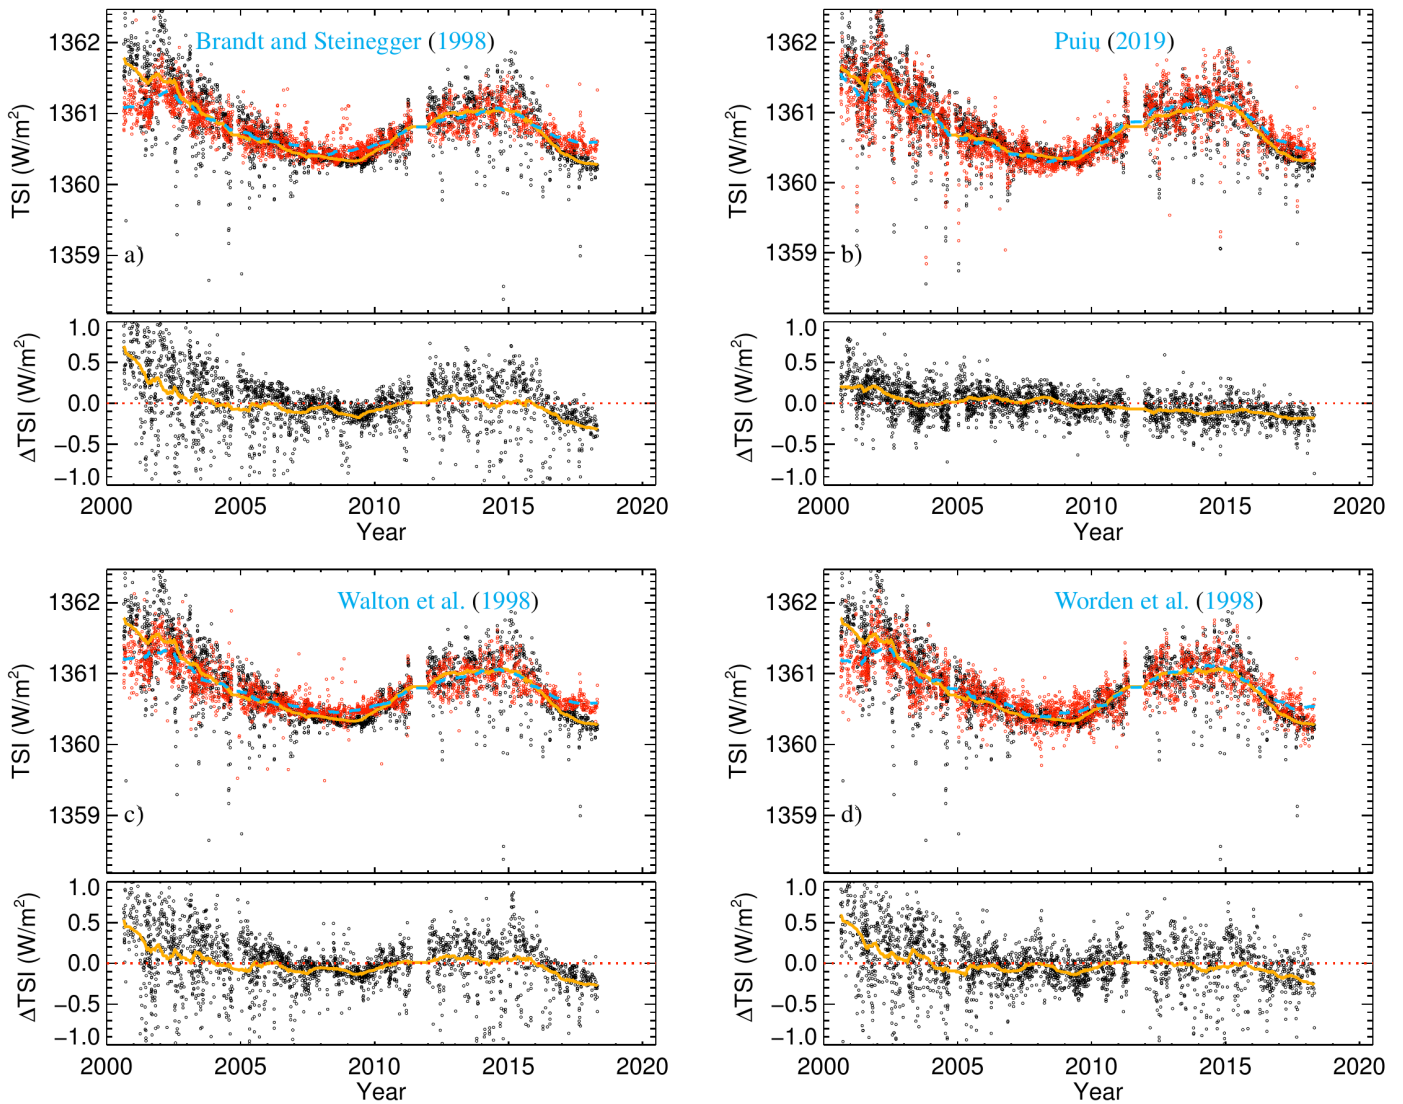 1362
1361
1360
1359
TSI (W/m²)
Brandt and Steinegger (1998)
a)
1.0
0.5
0.0
−0.5
−1.0
ΔTSI (W/m²)
2000 2005 2010 2015 2020
Year
1362
1361
1360
1359
TSI (W/m²)
Puiu (2019)
b)
1.0
0.5
0.0
−0.5
−1.0
ΔTSI (W/m²)
2000 2005 2010 2015 2020
Year
1362
1361
1360
1359
TSI (W/m²)
Walton et al. (1998)
c)
1.0
0.5
0.0
−0.5
−1.0
ΔTSI (W/m²)
2000 2005 2010 2015 2020
Year
1362
1361
1360
1359
TSI (W/m²)
Worden et al. (1998)
d)
1.0
0.5
0.0
−0.5
−1.0
ΔTSI (W/m²)
2000 2005 2010 2015 2020
Year